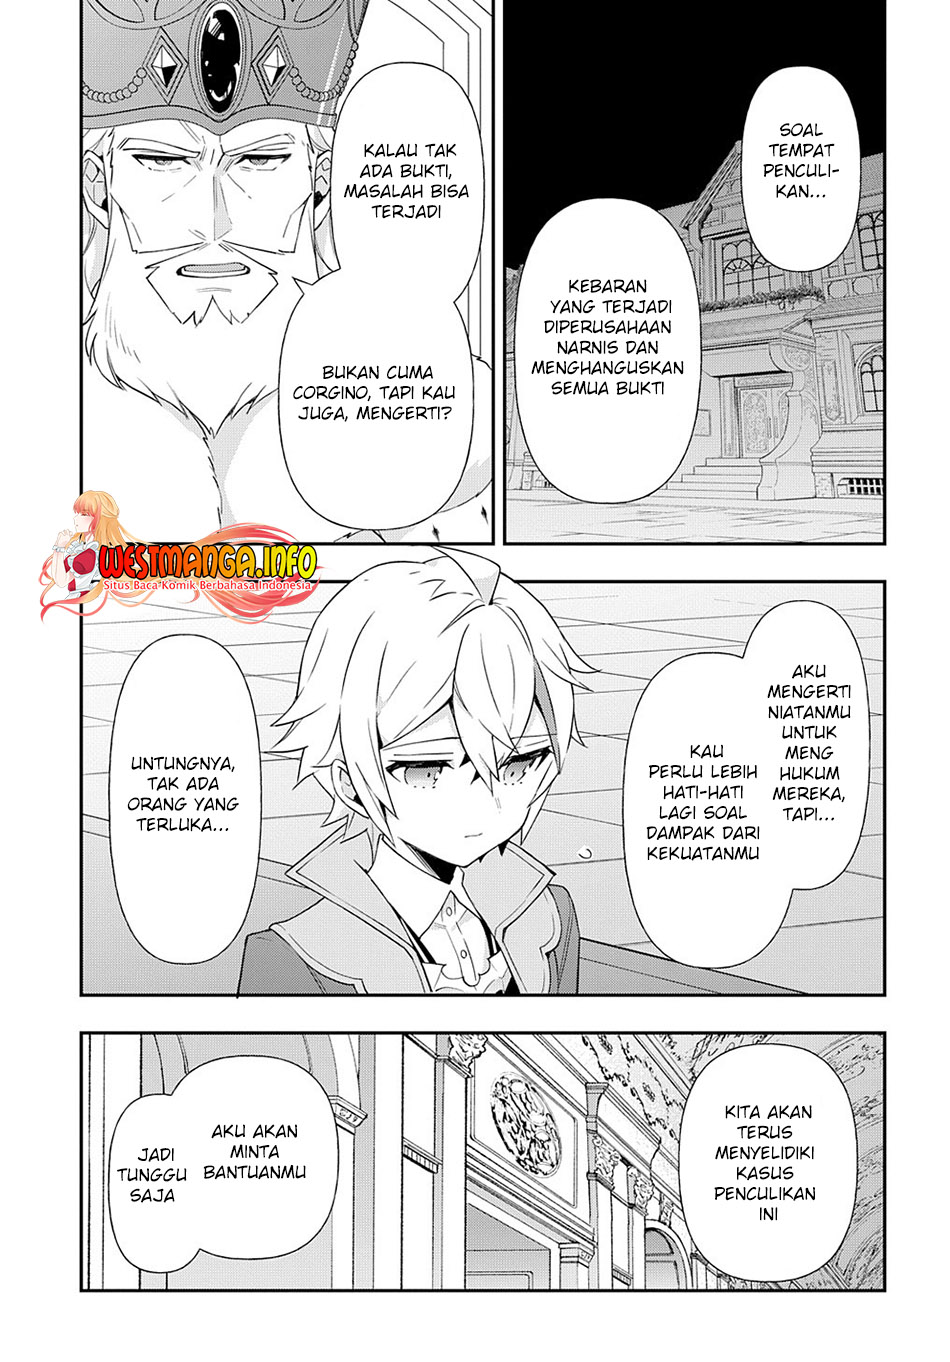 SOAL
TEMPAT
PENCULI-
KAN...
KEBARAN
YANG TERJADI
DIPERUSAHAAN
NARNIS DAN
MENGHANGUSKAN
SEMUA BUKTI
KALAU TAK
ADA BUKTI,
MASALAH BISA
TERJADI
BUKAN CUMA
CORGINO, TAPI KAU
JUGA, MENGERTI?
WESTMANGA.INFO
Situs Baca Komik Berbahasa Indonesia
AKU
MENGERTI
NIATANMU
UNTUK
MENG
HUKUM
MEREKA,
TAPI...
KAU
PERLU LEBIH
HATI-HATI
LAGI SOAL
DAMPAK DARI
KEKUATANMU
UNTUNGNYA,
TAK ADA
ORANG YANG
TERLUKA...
KITA AKAN
TERUS
MENYELIDIKI
KASUS
PENCULIKAN
INI
AKU AKAN
MINTA
BANTUANMU
JADI
TUNGGU
SAJA